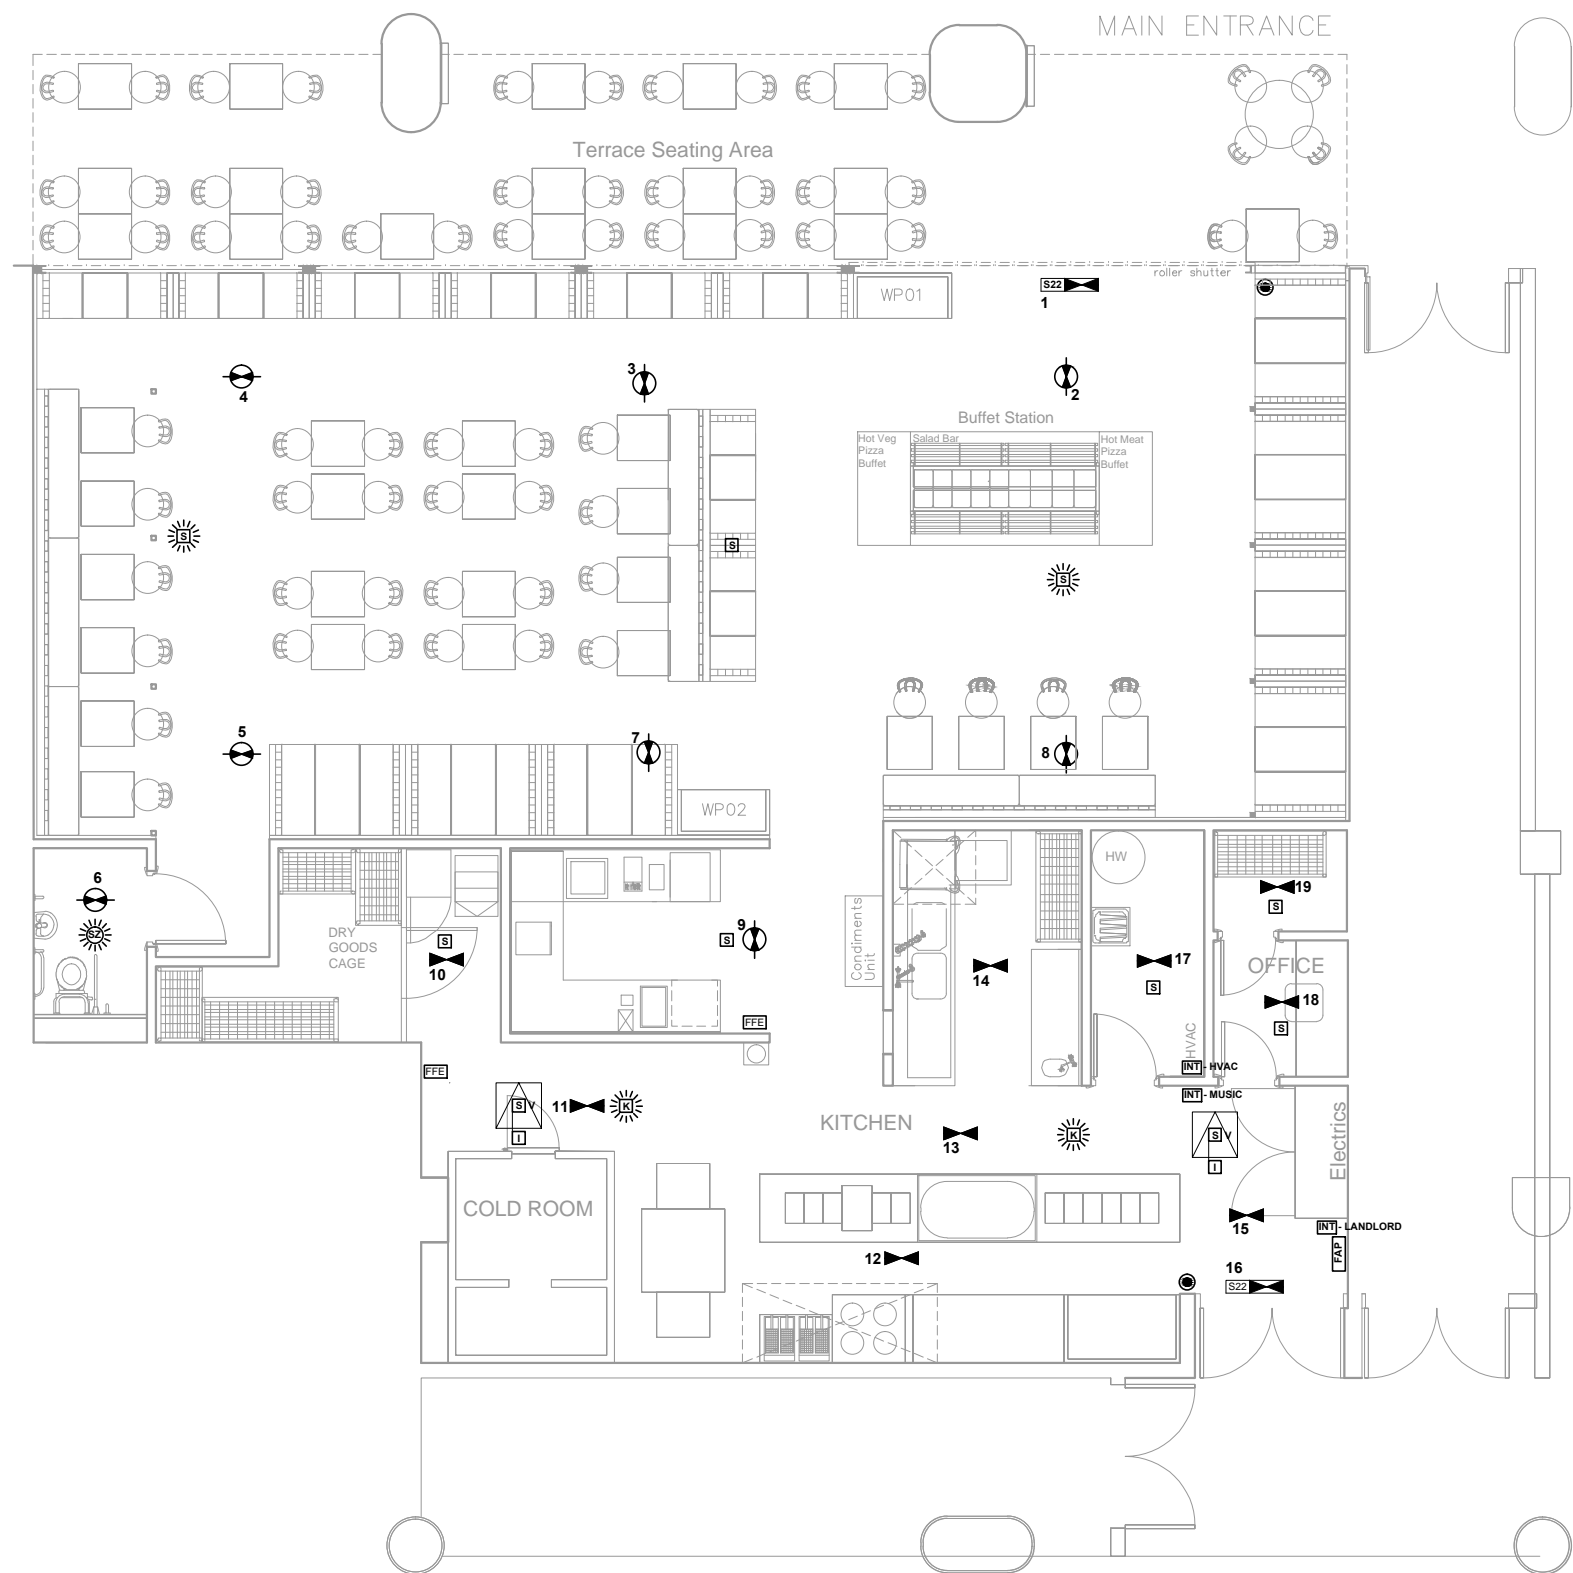 MAIN ENTRANCE
Terrace Seating Area
roller shutter
WP01
S22
1
3
4
2
Buffet Station
Hot Veg
Pizza
Buffet
Salad Bar
Hot Meat
Pizza
Buffet
S
S
S
5
7
8
WP02
HW
6
SZ
DRY
GOODS
CAGE
S
10
S
9
FFE
Condiments
Unit
14
17
S
HVAC
19
S
OFFICE
18
S
FFE
INT - HVAC
INT - MUSIC
S V
I
11
K
KITCHEN
13
K
S V
I
Electrics
COLD ROOM
15
INT - LANDLORD
FAP
12
16
S22